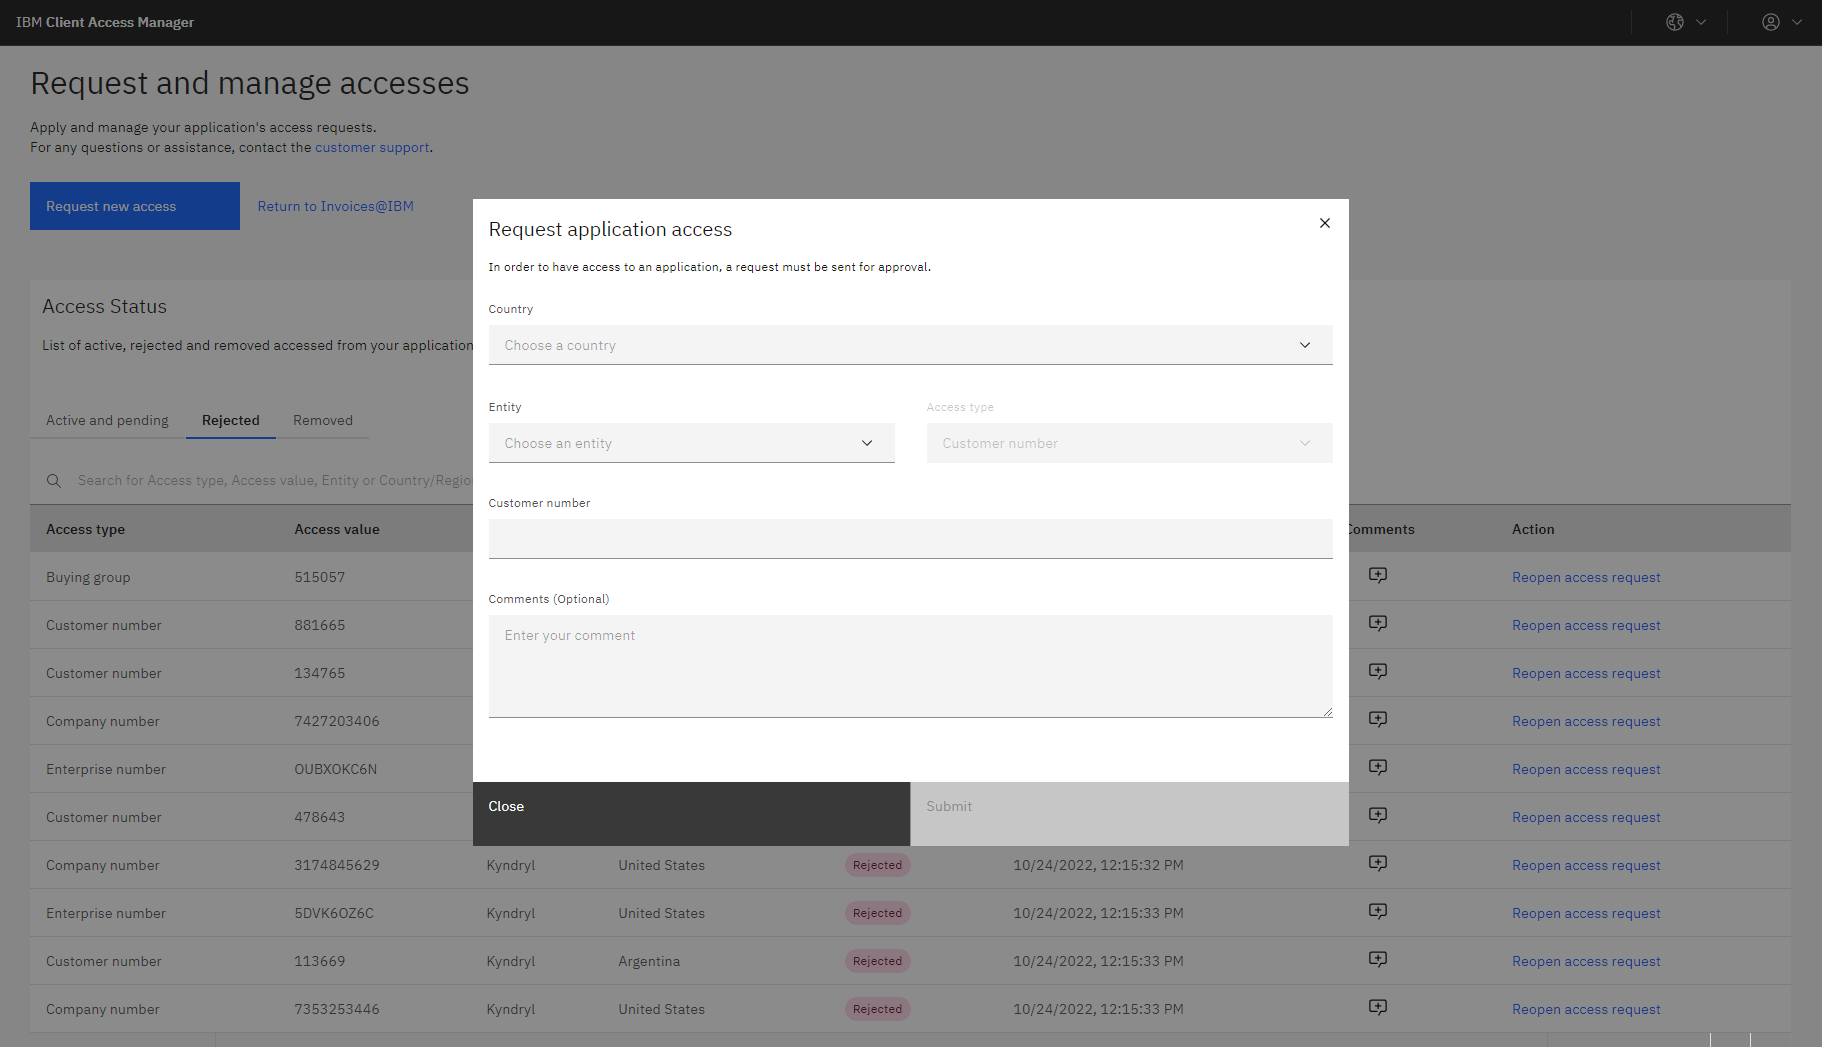 IBM Client Access Manager
Request and manage accesses
Apply and manage your application's access requests.
For any questions or assistance, contact the customer support.
Request new access
Return to Invoices@IBM
Access Status
List of active, rejected and removed accessed from your application
Active and pending
Rejected
Removed
Search for Access type, Access value, Entity or Country/Regio
Access type Access value Comments Action
Buying group 515057 Reopen access request
Customer number 881665 Reopen access request
Customer number 134765 Reopen access request
Company number 7427203406 Reopen access request
Enterprise number OUBXOKC6N Reopen access request
Customer number 478643 Reopen access request
Company number 3174845629 Kyndryl United States Rejected 10/24/2022, 12:15:32 PM Reopen access request
Enterprise number 5DVK6OZ6C Kyndryl United States Rejected 10/24/2022, 12:15:33 PM Reopen access request
Customer number 113669 Kyndryl Argentina Rejected 10/24/2022, 12:15:33 PM Reopen access request
Company number 7353253446 Kyndryl United States Rejected 10/24/2022, 12:15:33 PM Reopen access request
Request application access
In order to have access to an application, a request must be sent for approval.
Country
Choose a country
Entity
Choose an entity
Access type
Customer number
Customer number
Comments (Optional)
Enter your comment
Close
Submit